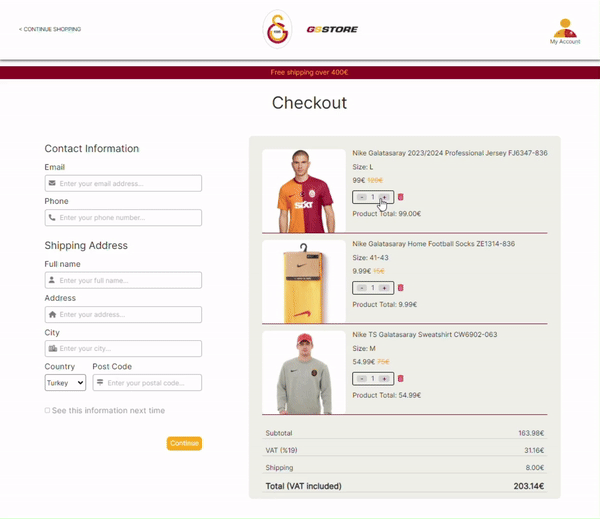 < CONTINUE SHOPPING
GSSTORE
My Account
Free shipping over 400€
Checkout
Contact Information
Email
Enter your email address...
Phone
Enter your phone number...
Shipping Address
Full name
Enter your full name...
Address
Enter your address...
City
Enter your city...
Country
Post Code
Turkey
Enter your postal code...
See this information next time
Continue
Nike Galatasaray 2023/2024 Professional Jersey FJ6347-836
Size: L
99€ 129€
- 1 +
Product Total: 99.00€
Nike Galatasaray Home Football Socks ZE1314-836
Size: 41-43
9.99€ 15€
- 1 +
Product Total: 9.99€
Nike TS Galatasaray Sweatshirt CW6902-063
Size: M
54.99€ 75€
- 1 +
Product Total: 54.99€
Subtotal 163.98€
VAT (%19) 31.16€
Shipping 8.00€
Total (VAT included) 203.14€